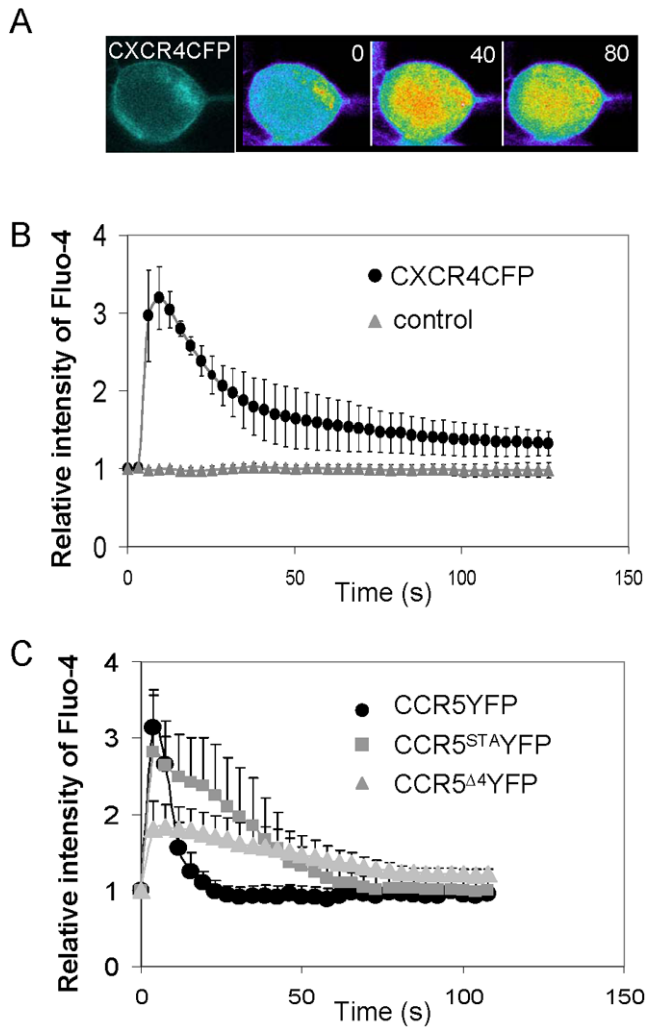 A
CXCR4CFP
0
40
80
B
Relative intensity of Fluo-4
4
3
2
1
0
CXCR4CFP
control
0
50
100
150
Time (s)
C
Relative intensity of Fluo-4
4
3
2
1
0
CCR5YFP
CCR5STAYFP
CCR5Δ4YFP
0
50
100
150
Time (s)